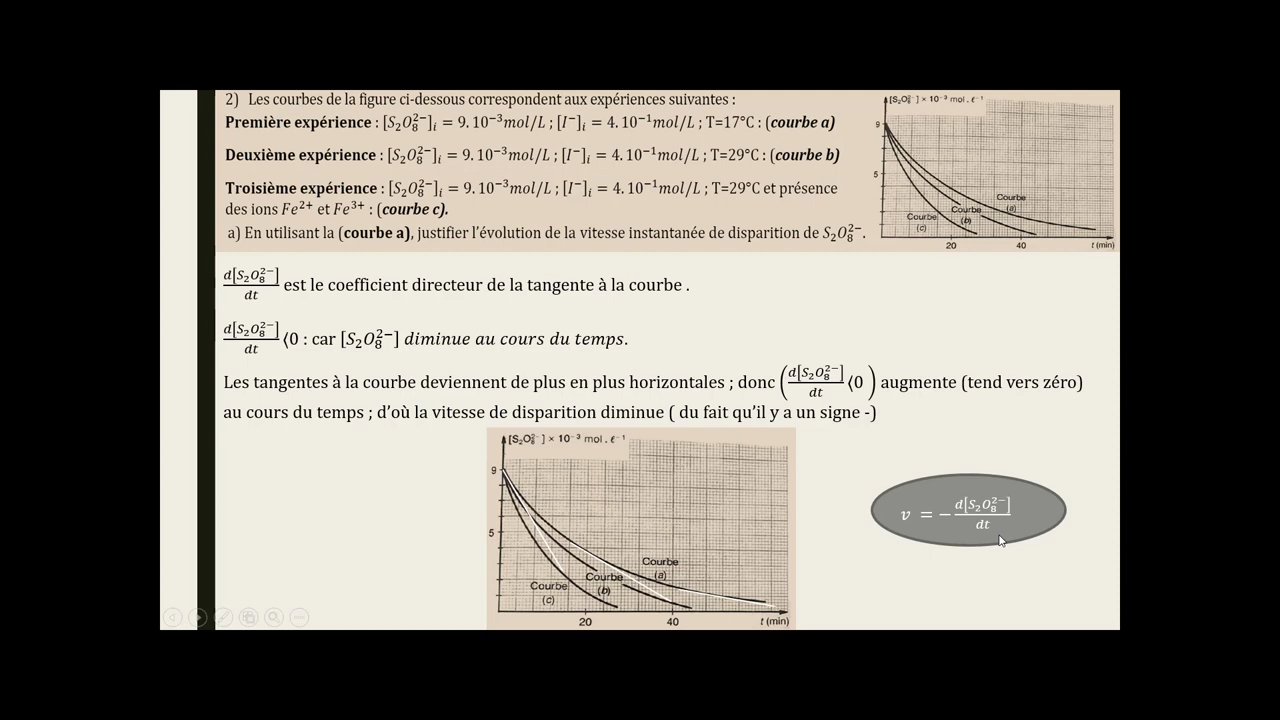 2) Les courbes de la figure ci-dessous correspondent aux expériences suivantes :
Première expérience : [S₂O₈²⁻]ᵢ = 9. 10⁻³mol/L ; [I⁻]ᵢ = 4. 10⁻¹mol/L ; T=17°C : (courbe a)
Deuxième expérience : [S₂O₈²⁻]ᵢ = 9. 10⁻³mol/L ; [I⁻]ᵢ = 4. 10⁻¹mol/L ; T=29°C : (courbe b)
Troisième expérience : [S₂O₈²⁻]ᵢ = 9. 10⁻³mol/L ; [I⁻]ᵢ = 4. 10⁻¹mol/L ; T=29°C et présence
des ions Fe²⁺ et Fe³⁺ : (courbe c).
a) En utilisant la (courbe a), justifier l'évolution de la vitesse instantanée de disparition de S₂O₈²⁻.
[S₂O₈²⁻] × 10⁻³ mol . ℓ⁻¹
9
5
Courbe
(a)
Courbe
(b)
Courbe
(c)
20 40 t (min)
d[S₂O₈²⁻]/dt est le coefficient directeur de la tangente à la courbe .
d[S₂O₈²⁻]/dt ⟨0 : car [S₂O₈²⁻] diminue au cours du temps.
Les tangentes à la courbe deviennent de plus en plus horizontales ; donc (d[S₂O₈²⁻]/dt ⟨0 ) augmente (tend vers zéro)
au cours du temps ; d'où la vitesse de disparition diminue ( du fait qu'il y a un signe -)
[S₂O₈²⁻] × 10⁻³ mol . ℓ⁻¹
9
5
Courbe
(a)
Courbe
(b)
Courbe
(c)
20 40 t (min)
v = − d[S₂O₈²⁻]/dt